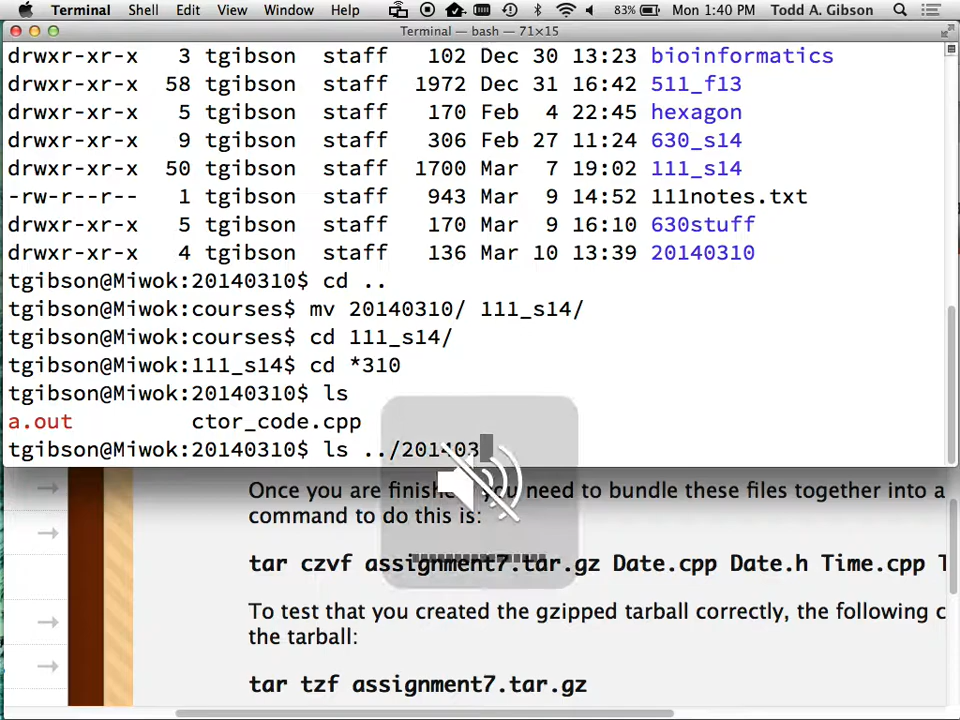 Terminal Shell Edit View Window Help 83% Mon 1:40 PM Todd A. Gibson
Terminal — bash — 71×15
drwxr-xr-x 3 tgibson staff 102 Dec 30 13:23 bioinformatics
drwxr-xr-x 58 tgibson staff 1972 Dec 31 16:42 511_f13
drwxr-xr-x 5 tgibson staff 170 Feb 4 22:45 hexagon
drwxr-xr-x 9 tgibson staff 306 Feb 27 11:24 630_s14
drwxr-xr-x 50 tgibson staff 1700 Mar 7 19:02 111_s14
-rw-r--r-- 1 tgibson staff 943 Mar 9 14:52 111notes.txt
drwxr-xr-x 5 tgibson staff 170 Mar 9 16:10 630stuff
drwxr-xr-x 4 tgibson staff 136 Mar 10 13:39 20140310
tgibson@Miwok:20140310$ cd ..
tgibson@Miwok:courses$ mv 20140310/ 111_s14/
tgibson@Miwok:courses$ cd 111_s14/
tgibson@Miwok:111_s14$ cd *310
tgibson@Miwok:20140310$ ls
a.out ctor_code.cpp
tgibson@Miwok:20140310$ ls ../201403
Once you are finished you need to bundle these files together into a
command to do this is:
tar czvf assignment7.tar.gz Date.cpp Date.h Time.cpp T
To test that you created the gzipped tarball correctly, the following c
the tarball:
tar tzf assignment7.tar.gz